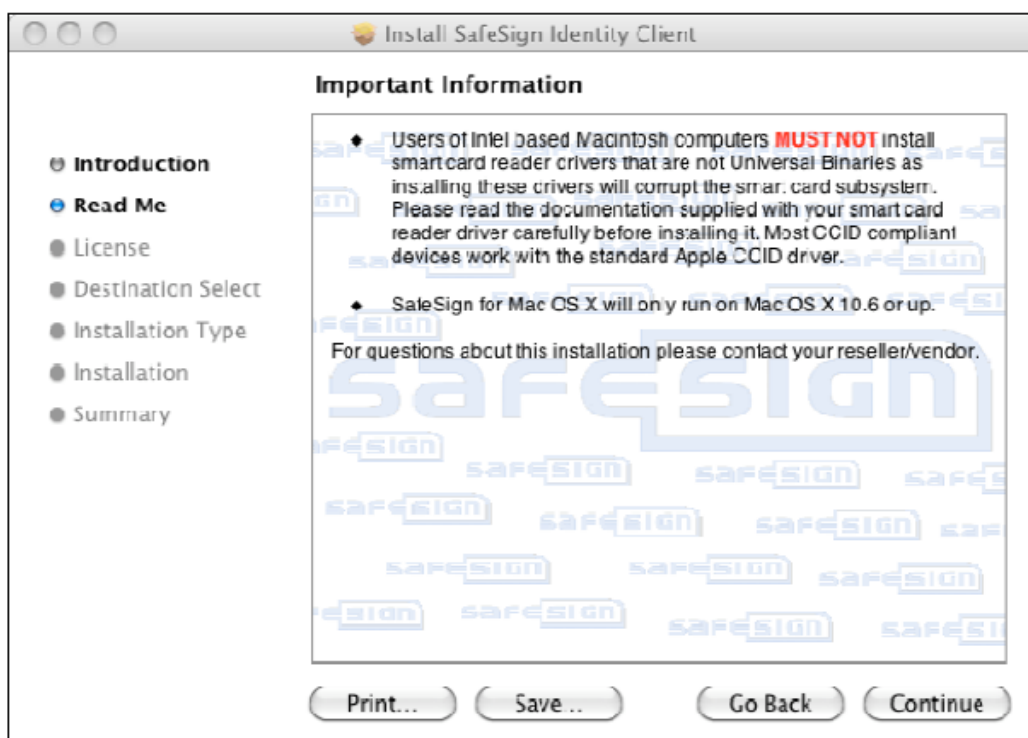 Install SafeSign Identity Client
Important Information
Introduction
Read Me
License
Destination Select
Installation Type
Installation
Summary
◆ Users of Intel based Macintosh computers MUST NOT install
smart card reader drivers that are not Universal Binaries as
installing these drivers will corrupt the smart card subsystem.
Please read the documentation supplied with your smart card
reader driver carefully before installing it. Most CCID compliant
devices work with the standard Apple CCID driver.
◆ SafeSign for Mac OS X will only run on Mac OS X 10.6 or up.
For questions about this installation please contact your reseller/vendor.
safesign
Print...
Save...
Go Back
Continue